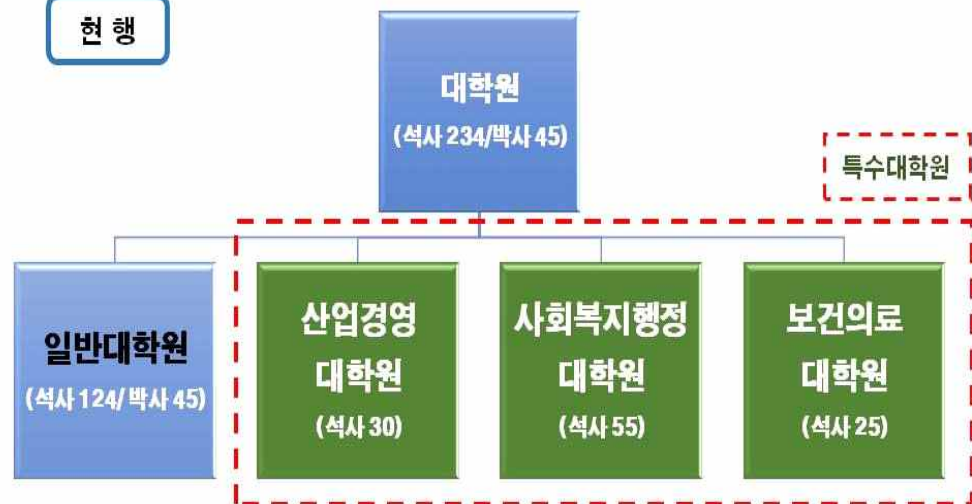 현 행
대학원
(석사 234/박사 45)
특수대학원
일반대학원
(석사 124/박사 45)
산업경영
대학원
(석사 30)
사회복지행정
대학원
(석사 55)
보건의료
대학원
(석사 25)